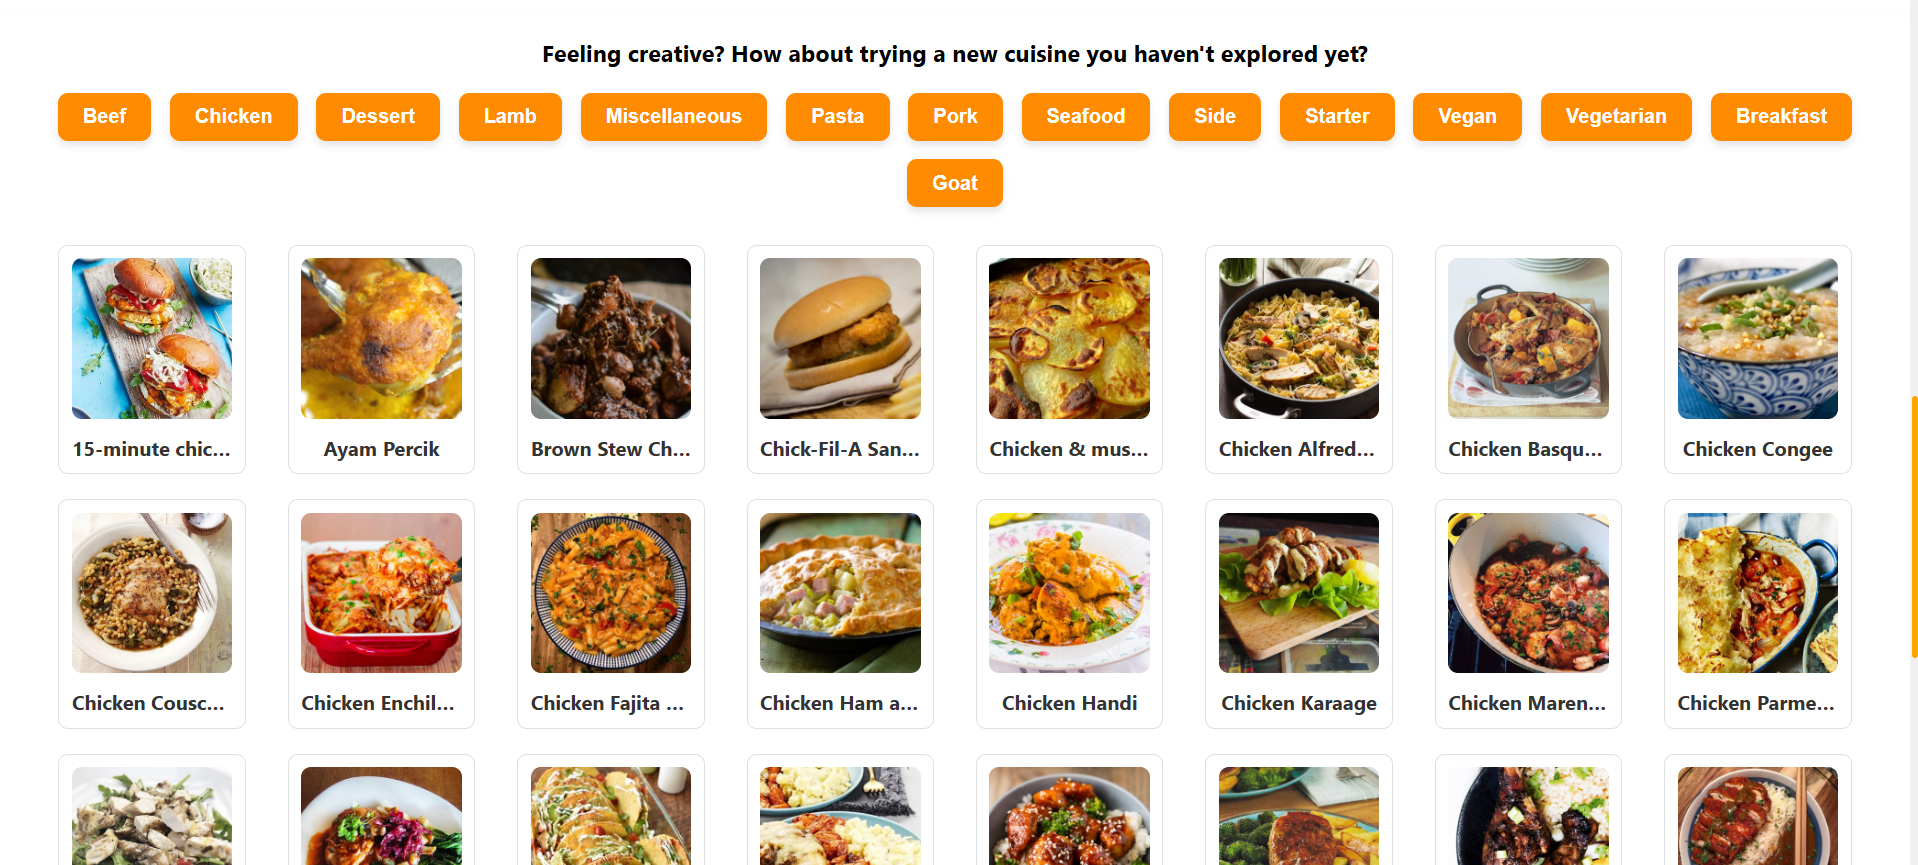 Feeling creative? How about trying a new cuisine you haven't explored yet?
Beef Chicken Dessert Lamb Miscellaneous Pasta Pork Seafood Side Starter Vegan Vegetarian Breakfast
Goat
15-minute chic... Ayam Percik Brown Stew Ch... Chick-Fil-A San... Chicken & mus... Chicken Alfred... Chicken Basqu... Chicken Congee
Chicken Cousc... Chicken Enchil... Chicken Fajita ... Chicken Ham a... Chicken Handi Chicken Karaage Chicken Maren... Chicken Parme...